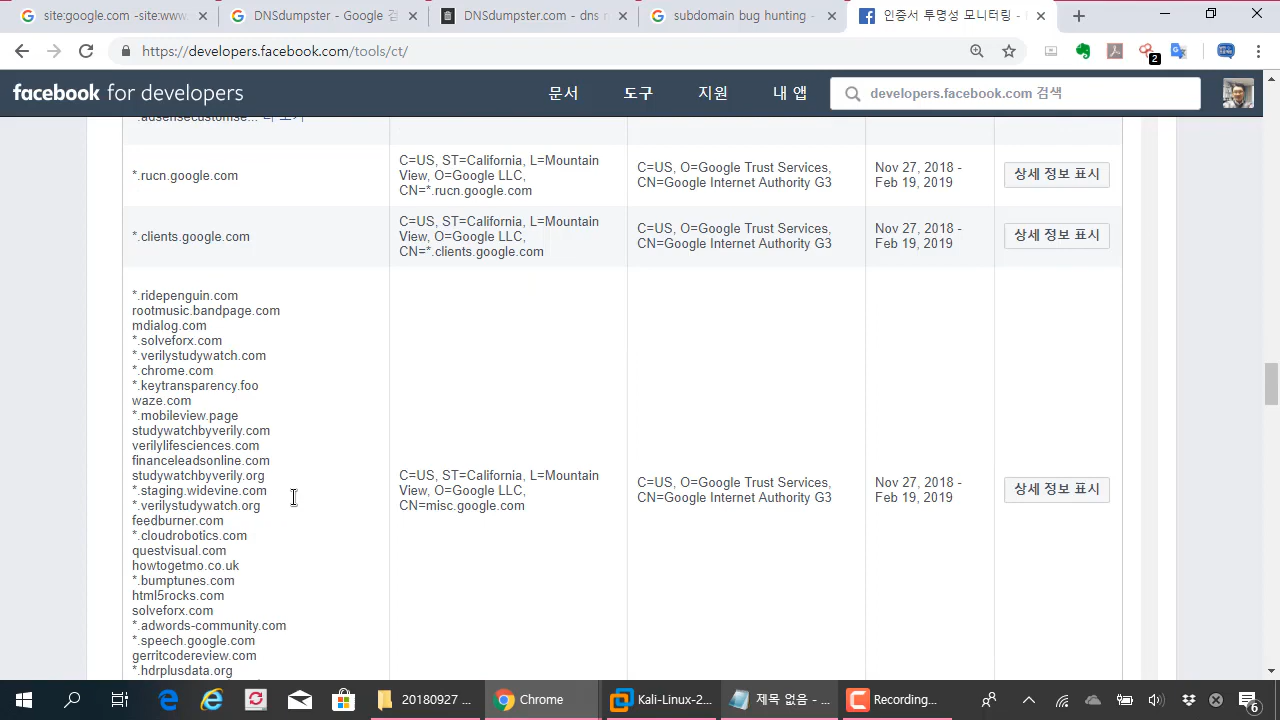 site:google.com -site:www.
DNSdumpster - Google 검
DNSdumpster.com - dns r
subdomain bug hunting -
인증서 투명성 모니터링 -
https://developers.facebook.com/tools/ct/
2
facebook for developers
문서
도구
지원
내 앱
developers.facebook.com 검색
*.rucn.google.com
C=US, ST=California, L=Mountain
View, O=Google LLC,
CN=*.rucn.google.com
C=US, O=Google Trust Services,
CN=Google Internet Authority G3
Nov 27, 2018 -
Feb 19, 2019
상세 정보 표시
*.clients.google.com
C=US, ST=California, L=Mountain
View, O=Google LLC,
CN=*.clients.google.com
C=US, O=Google Trust Services,
CN=Google Internet Authority G3
Nov 27, 2018 -
Feb 19, 2019
상세 정보 표시
*.ridepenguin.com
rootmusic.bandpage.com
mdialog.com
*.solveforx.com
*.verilystudywatch.com
*.chrome.com
*.keytransparency.foo
waze.com
*.mobileview.page
studywatchbyverily.com
verilylifesciences.com
financeleadsonline.com
studywatchbyverily.org
*.staging.widevine.com
*.verilystudywatch.org
feedburner.com
*.cloudrobotics.com
questvisual.com
howtogetmo.co.uk
*.bumptunes.com
html5rocks.com
solveforx.com
*.adwords-community.com
*.speech.google.com
gerritcodereview.com
*.hdrplusdata.org
C=US, ST=California, L=Mountain
View, O=Google LLC,
CN=misc.google.com
C=US, O=Google Trust Services,
CN=Google Internet Authority G3
Nov 27, 2018 -
Feb 19, 2019
상세 정보 표시
20180927 ...
Chrome
Kali-Linux-2...
제목 없음 - ...
Recording...
6